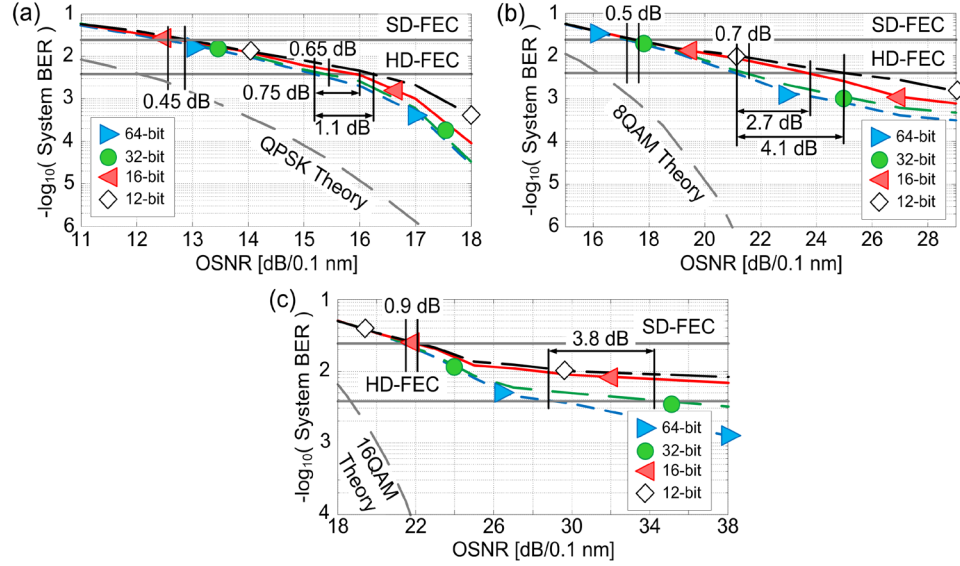 (a)
SD-FEC
HD-FEC
0.65 dB
0.45 dB
0.75 dB
1.1 dB
QPSK Theory
64-bit
32-bit
16-bit
12-bit
1
2
3
4
5
6
-log10( System BER )
11 12 13 14 15 16 17 18
OSNR [dB/0.1 nm]
(b)
0.5 dB
SD-FEC
0.7 dB
HD-FEC
2.7 dB
4.1 dB
8QAM Theory
64-bit
32-bit
16-bit
12-bit
1
2
3
4
5
6
-log10( System BER )
16 18 20 22 24 26 28
OSNR [dB/0.1 nm]
(c)
0.9 dB
SD-FEC
3.8 dB
HD-FEC
16QAM
Theory
64-bit
32-bit
16-bit
12-bit
1
2
3
4
-log10( System BER )
18 22 26 30 34 38
OSNR [dB/0.1 nm]